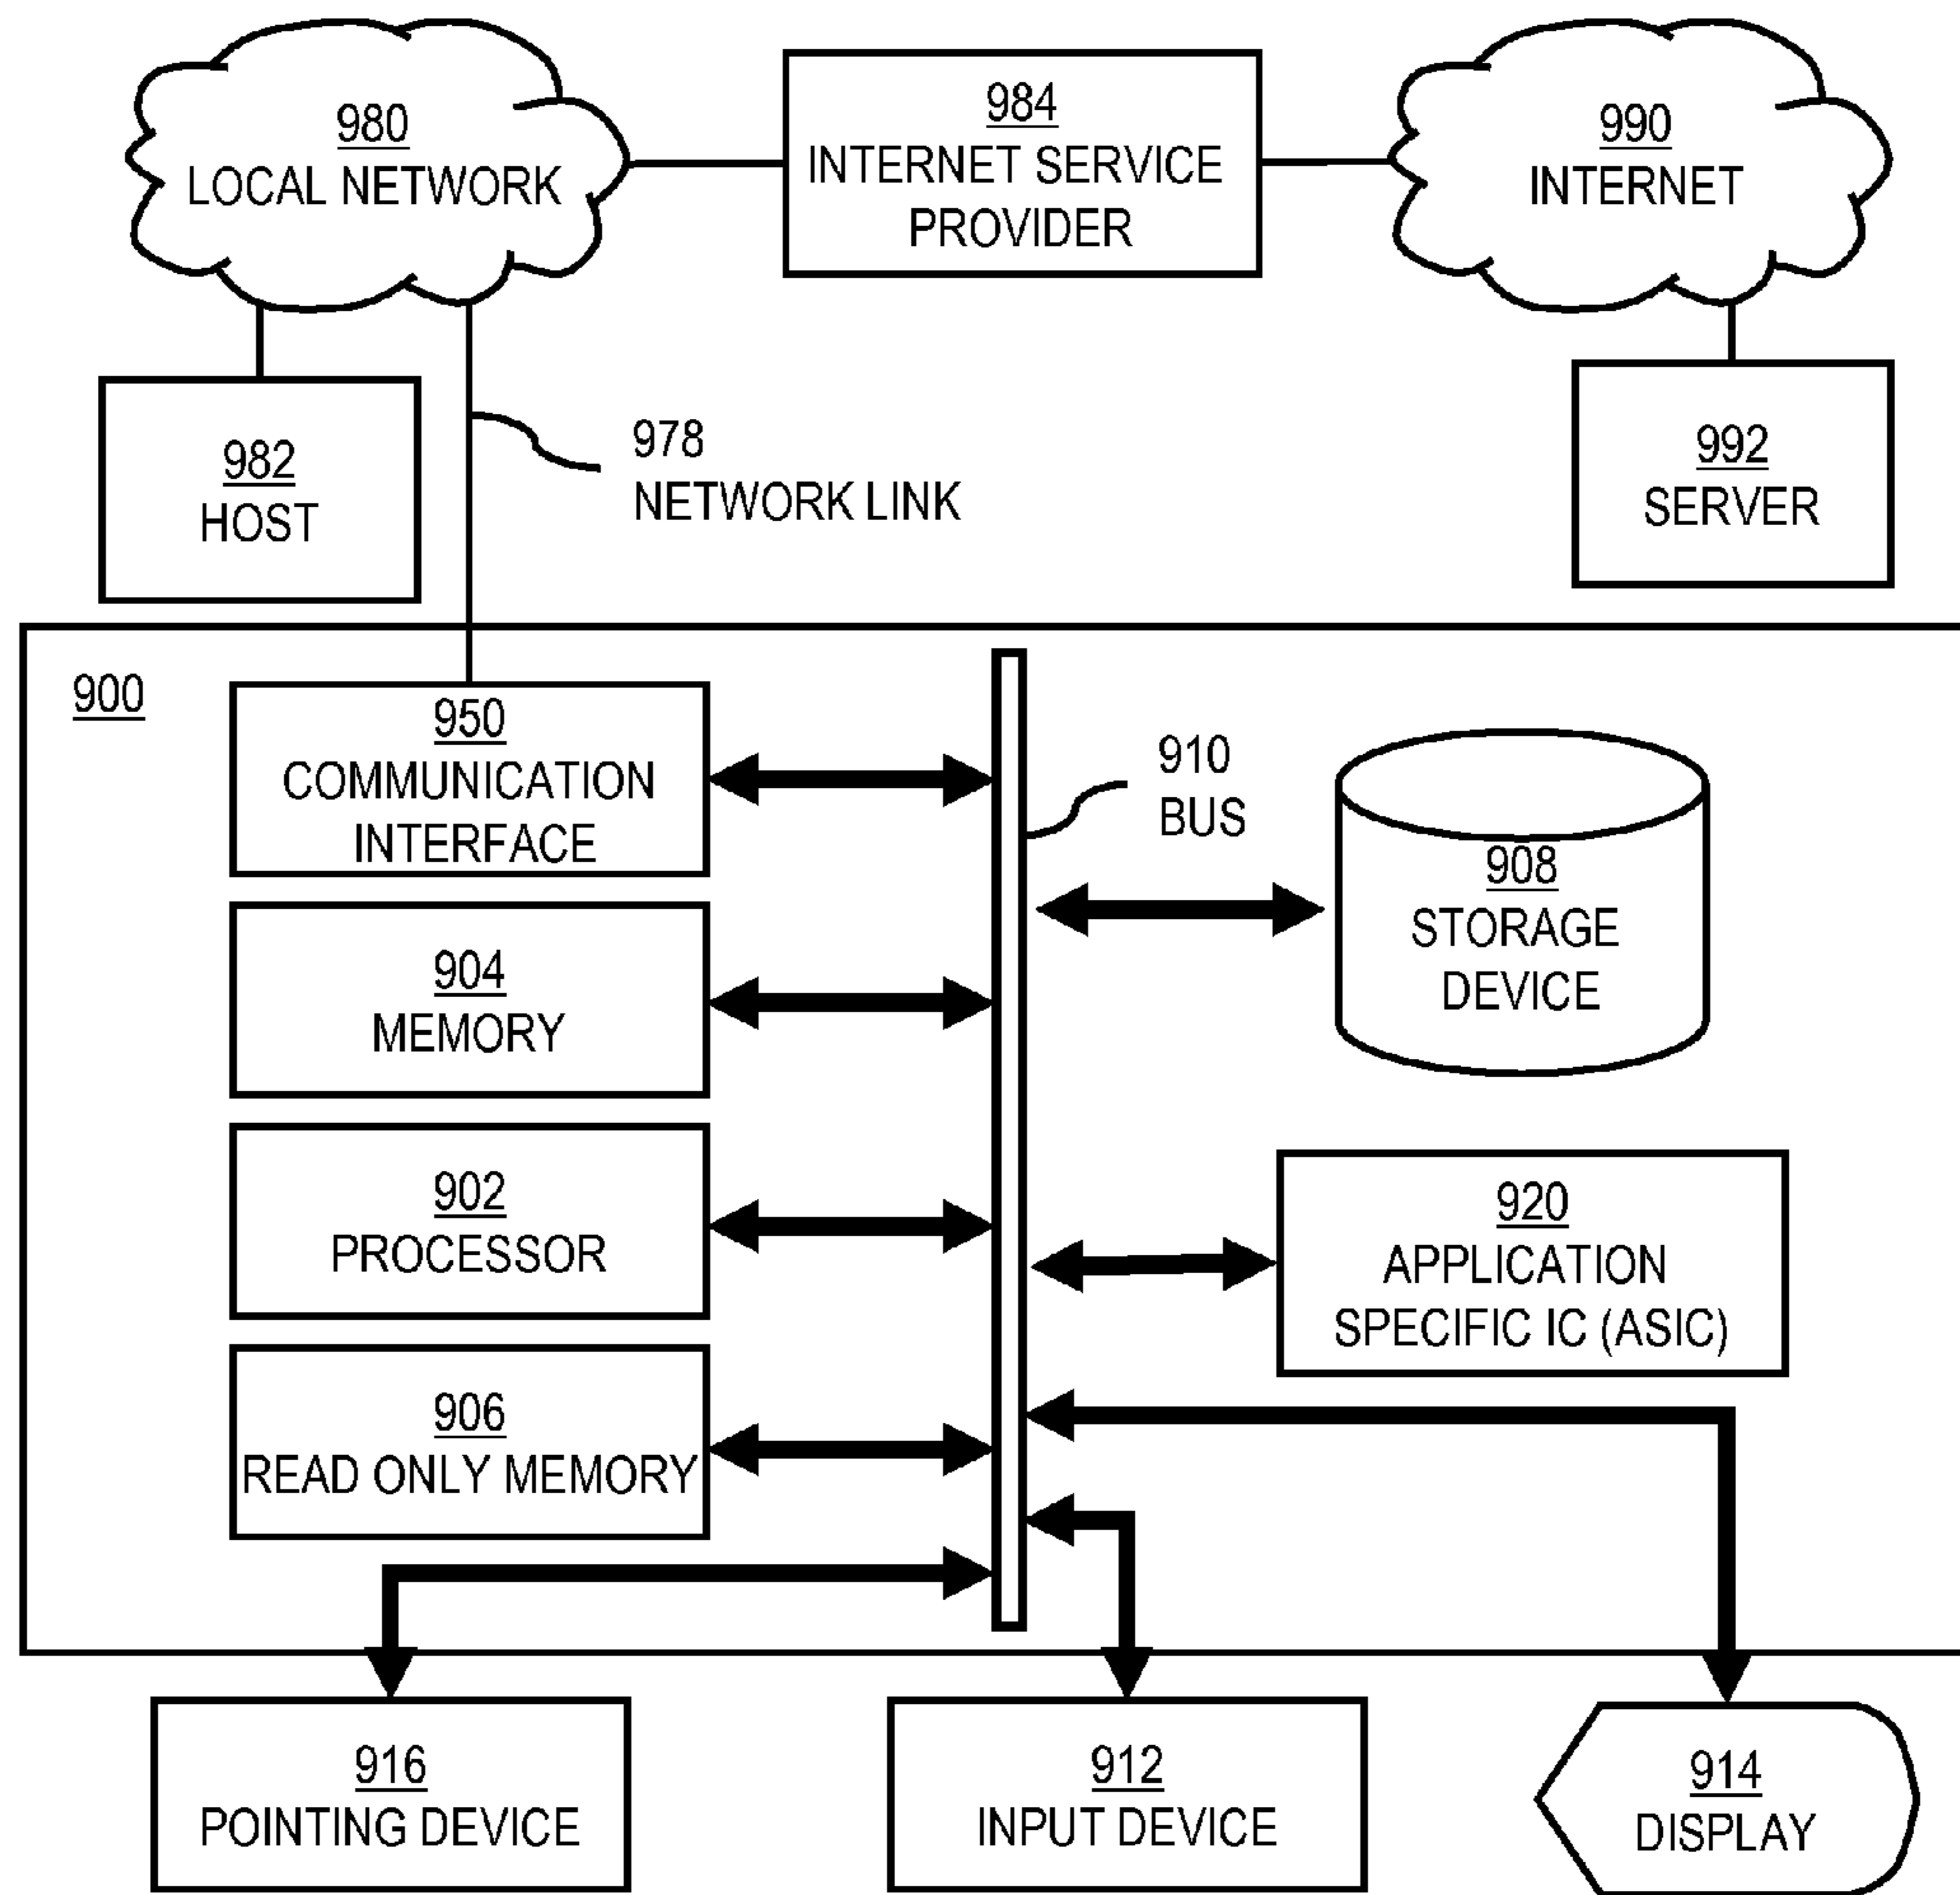 980
LOCAL NETWORK
984
INTERNET SERVICE
PROVIDER
990
INTERNET
982
HOST
978
NETWORK LINK
992
SERVER
900
950
COMMUNICATION
INTERFACE
910
BUS
908
STORAGE
DEVICE
904
MEMORY
902
PROCESSOR
920
APPLICATION
SPECIFIC IC (ASIC)
906
READ ONLY MEMORY
916
POINTING DEVICE
912
INPUT DEVICE
914
DISPLAY